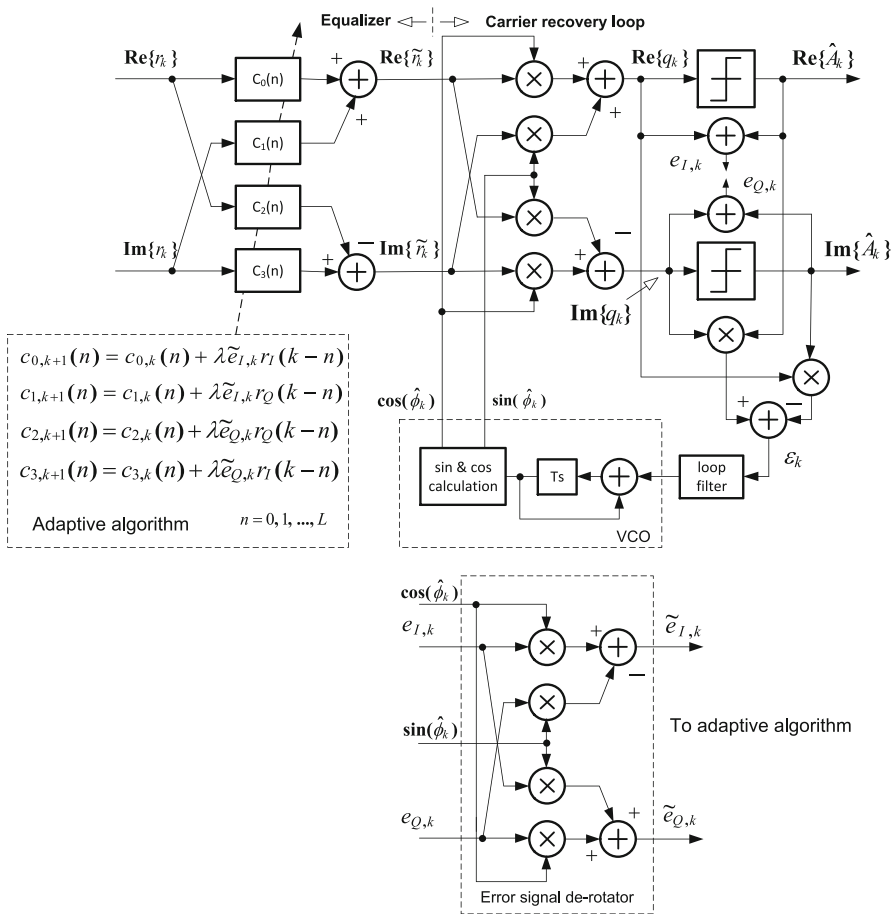 Equalizer Carrier recovery loop
Re{r_k} C₀(n) + + Re{r̃_k} + + Re{q_k} Re{Â_k}
C₁(n)
e_{I,k}
e_{Q,k}
C₂(n)
Im{r_k} C₃(n) + − Im{r̃_k} + − Im{q_k} Im{Â_k}
c_{0,k+1}(n) = c_{0,k}(n) + λẽ_{I,k} r_I(k−n)
c_{1,k+1}(n) = c_{1,k}(n) + λẽ_{I,k} r_Q(k−n)
c_{2,k+1}(n) = c_{2,k}(n) + λẽ_{Q,k} r_Q(k−n)
c_{3,k+1}(n) = c_{3,k}(n) + λẽ_{Q,k} r_I(k−n)
Adaptive algorithm n = 0, 1, ..., L
cos(φ̂_k) sin(φ̂_k)
+ −
ε_k
sin & cos
calculation
Ts
loop
filter
VCO
cos(φ̂_k)
e_{I,k} + − ẽ_{I,k}
sin(φ̂_k)
To adaptive algorithm
e_{Q,k} + + ẽ_{Q,k}
Error signal de-rotator